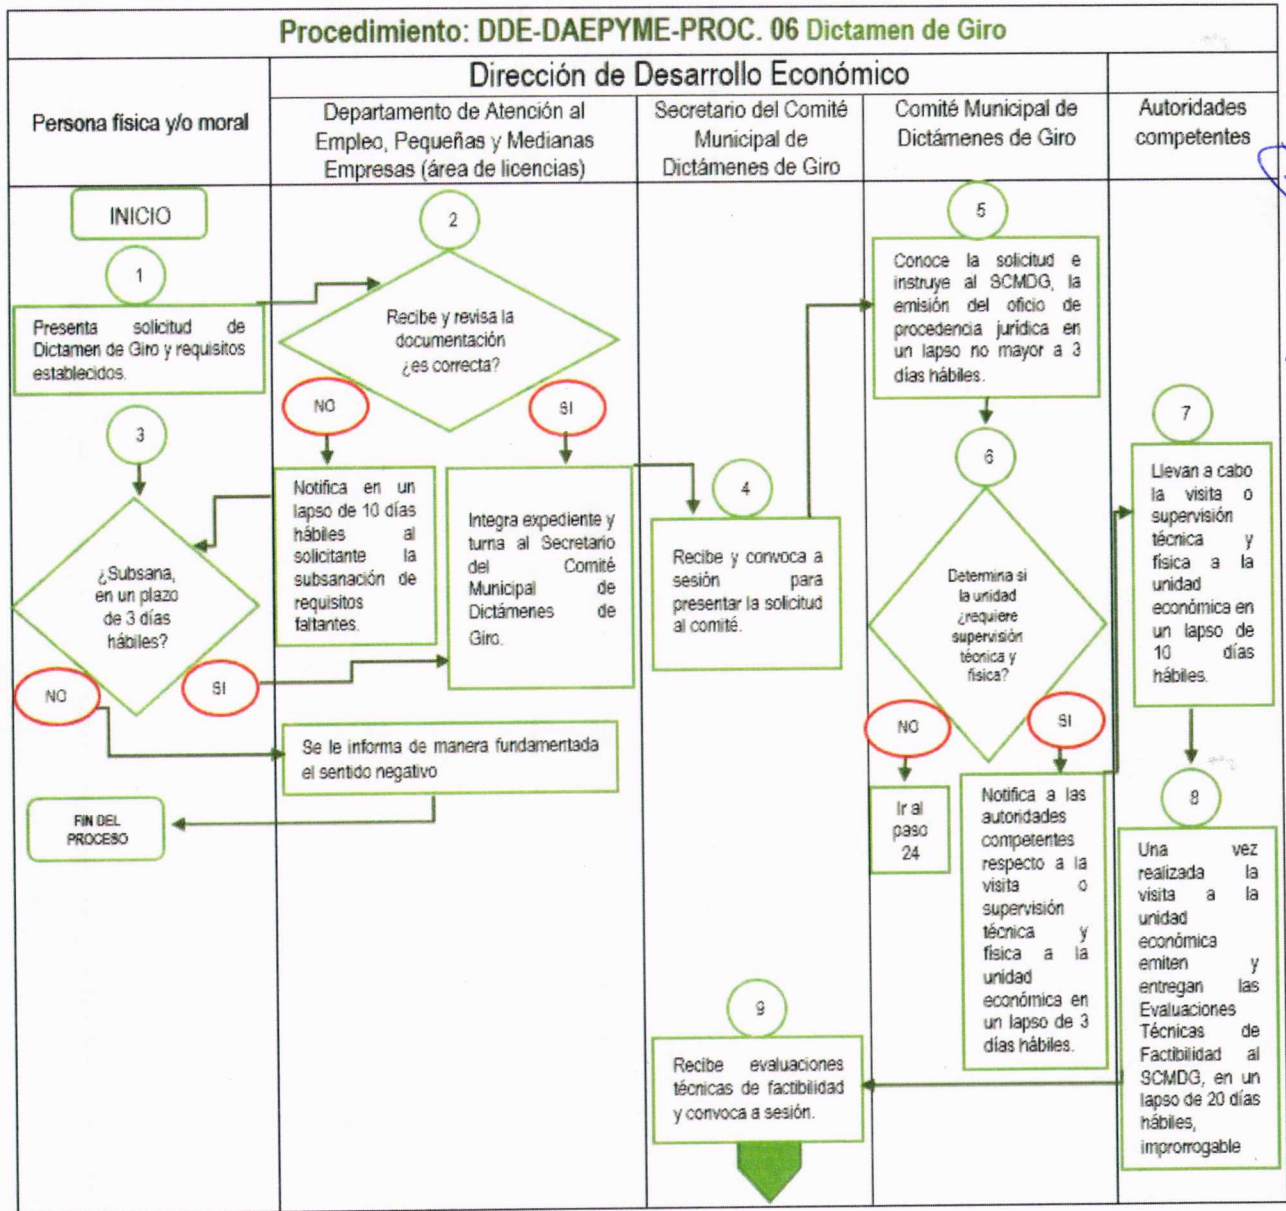 Procedimiento: DDE-DAEPYME-PROC. 06 Dictamen de Giro
Dirección de Desarrollo Económico
Persona física y/o moral
Departamento de Atención al
Empleo, Pequeñas y Medianas
Empresas (área de licencias)
Secretario del Comité
Municipal de
Dictámenes de Giro
Comité Municipal de
Dictámenes de Giro
Autoridades
competentes
INICIO
1
Presenta solicitud de
Dictamen de Giro y requisitos
establecidos.
2
Recibe y revisa la
documentación
¿es correcta?
NO
SI
3
¿Subsana,
en un plazo
de 3 días
hábiles?
NO
SI
Notifica en un
lapso de 10 días
hábiles al
solicitante la
subsanación de
requisitos
faltantes.
Integra expediente y
turna al Secretario
del Comité
Municipal de
Dictámenes de
Giro.
Se le informa de manera fundamentada
el sentido negativo
FIN DEL
PROCESO
4
Recibe y convoca a
sesión para
presentar la solicitud
al comité.
5
Conoce la solicitud e
instruye al SCMDG, la
emisión del oficio de
procedencia jurídica en
un lapso no mayor a 3
días hábiles.
6
Determina si
la unidad
¿requiere
supervisión
técnica y
física?
NO
SI
Ir al
paso
24
Notifica a las
autoridades
competentes
respecto a la
visita o
supervisión
técnica y
física a la
unidad
económica en
un lapso de 3
días hábiles.
7
Llevan a cabo
la visita o
supervisión
técnica y
física a la
unidad
económica en
un lapso de
10 días
hábiles.
8
Una vez
realizada la
visita a la
unidad
económica
emiten y
entregan las
Evaluaciones
Técnicas de
Factibilidad al
SCMDG, en un
lapso de 20 días
hábiles,
improrrogable
9
Recibe evaluaciones
técnicas de factibilidad
y convoca a sesión.